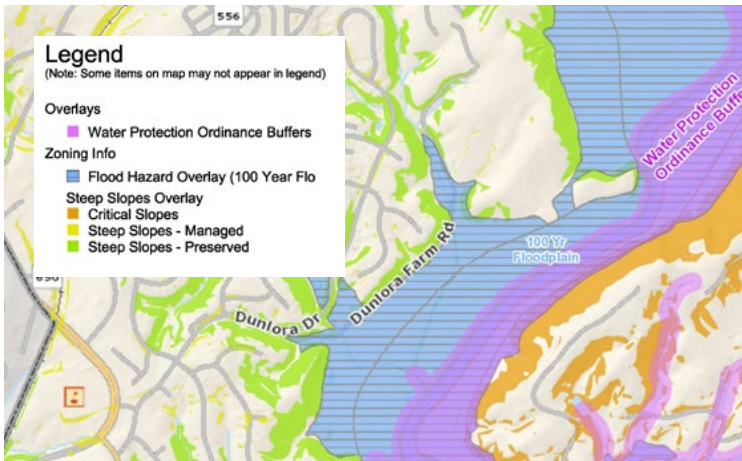 556
Legend
(Note: Some items on map may not appear in legend)
Overlays
Water Protection Ordinance Buffers
Zoning Info
Flood Hazard Overlay (100 Year Flo
Steep Slopes Overlay
Critical Slopes
Steep Slopes - Managed
Steep Slopes - Preserved
Water Protection
Ordinance Buffers
100 Yr
Floodplain
Dunlora Farm Rd
Dunlora Dr